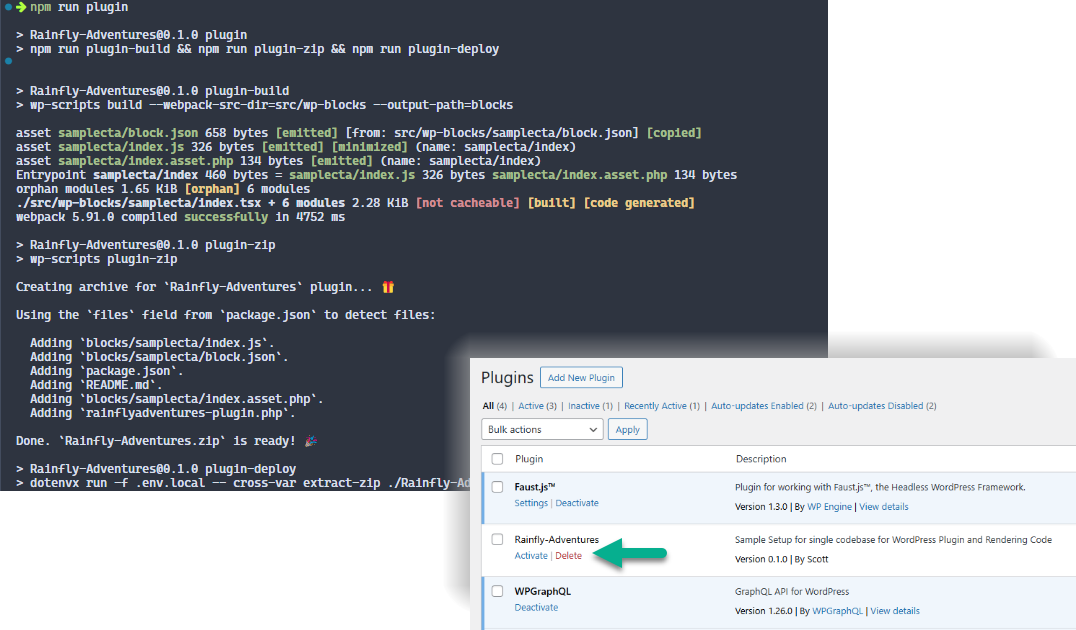 npm run plugin
> Rainfly-Adventures@0.1.0 plugin
> npm run plugin-build && npm run plugin-zip && npm run plugin-deploy
> Rainfly-Adventures@0.1.0 plugin-build
> wp-scripts build --webpack-src-dir=src/wp-blocks --output-path=blocks
asset samplecta/block.json 658 bytes [emitted] [from: src/wp-blocks/samplecta/block.json] [copied]
asset samplecta/index.js 326 bytes [emitted] [minimized] (name: samplecta/index)
asset samplecta/index.asset.php 134 bytes [emitted] (name: samplecta/index)
Entrypoint samplecta/index 460 bytes = samplecta/index.js 326 bytes samplecta/index.asset.php 134 bytes
orphan modules 1.65 KiB [orphan] 6 modules
./src/wp-blocks/samplecta/index.tsx + 6 modules 2.28 KiB [not cacheable] [built] [code generated]
webpack 5.91.0 compiled successfully in 4752 ms
> Rainfly-Adventures@0.1.0 plugin-zip
> wp-scripts plugin-zip
Creating archive for `Rainfly-Adventures` plugin... 🎁
Using the `files` field from `package.json` to detect files:
Adding `blocks/samplecta/index.js`.
Adding `blocks/samplecta/block.json`.
Adding `package.json`.
Adding `README.md`.
Adding `blocks/samplecta/index.asset.php`.
Adding `rainflyadventures-plugin.php`.
Done. `Rainfly-Adventures.zip` is ready! 🎉
> Rainfly-Adventures@0.1.0 plugin-deploy
> dotenvx run -f .env.local -- cross-var extract-zip ./Rainfly-Ad
Plugins Add New Plugin
All (4) | Active (3) | Inactive (1) | Recently Active (1) | Auto-updates Enabled (2) | Auto-updates Disabled (2)
Bulk actions Apply
Plugin Description
Faust.js™ Plugin for working with Faust.js™, the Headless WordPress Framework.
Settings | Deactivate Version 1.3.0 | By WP Engine | View details
Rainfly-Adventures Sample Setup for single codebase for WordPress Plugin and Rendering Code
Activate | Delete Version 0.1.0 | By Scott
WPGraphQL GraphQL API for WordPress
Deactivate Version 1.26.0 | By WPGraphQL | View details